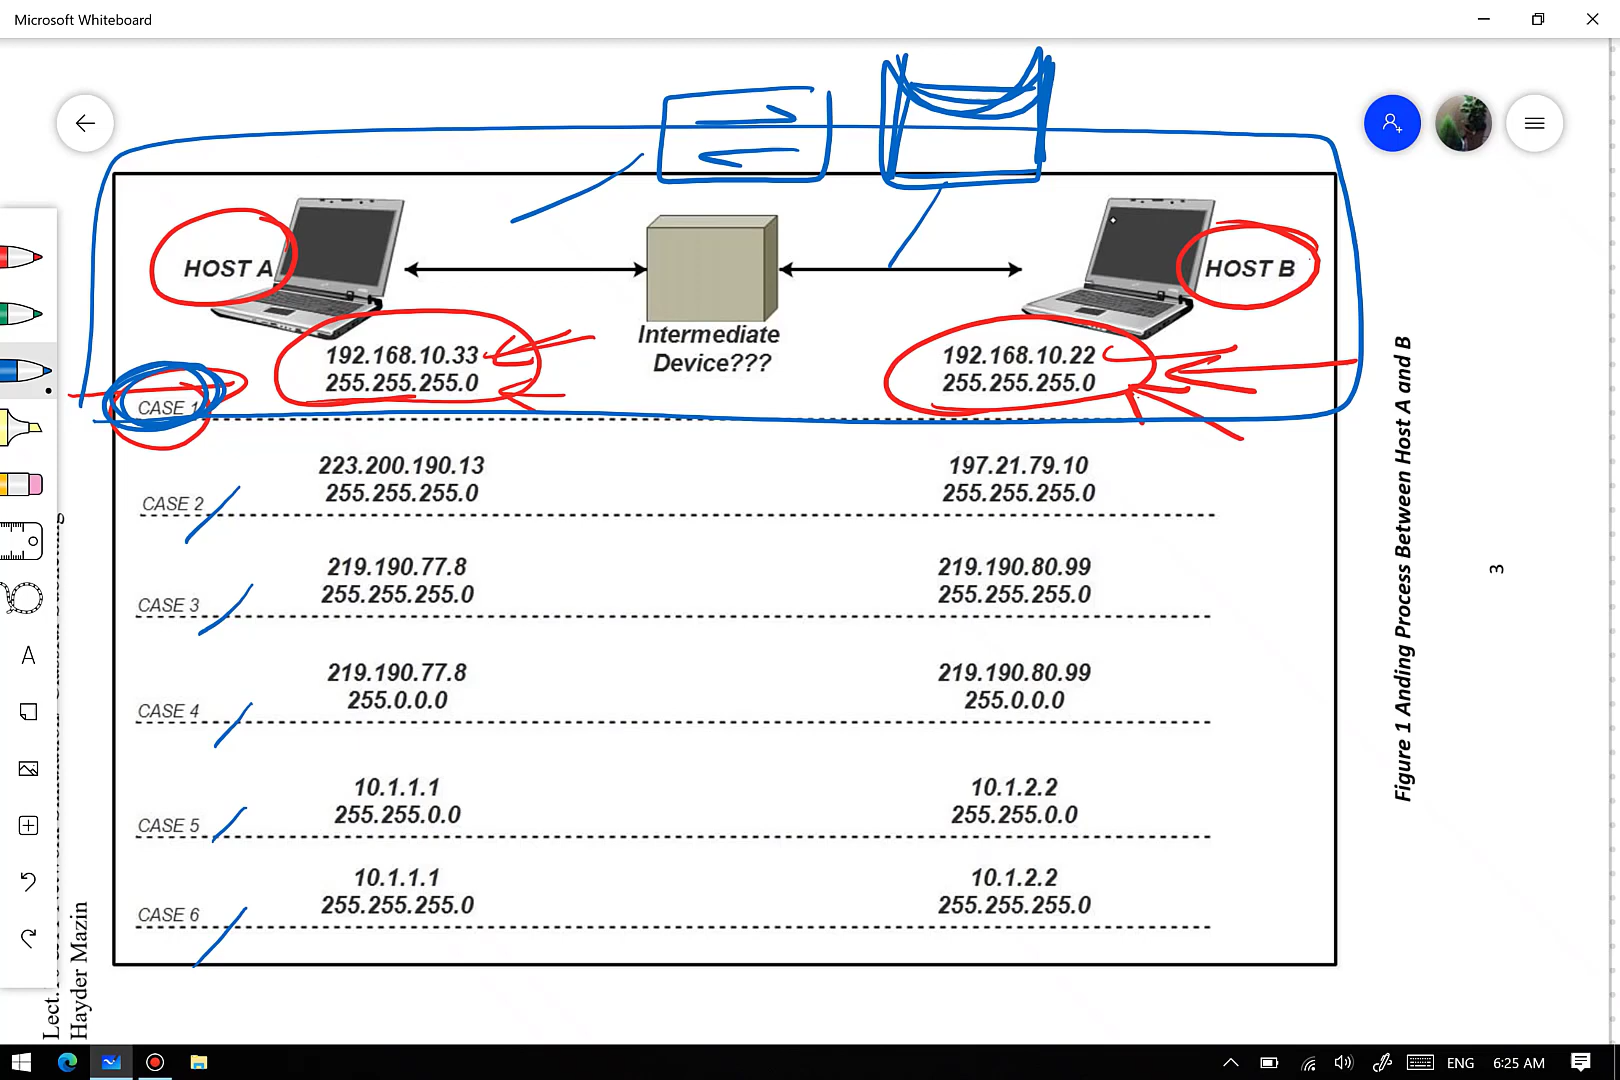 Microsoft Whiteboard
HOST A
HOST B
Intermediate
Device???
192.168.10.33
255.255.255.0
192.168.10.22
255.255.255.0
CASE 1
223.200.190.13
255.255.255.0
197.21.79.10
255.255.255.0
CASE 2
219.190.77.8
255.255.255.0
219.190.80.99
255.255.255.0
CASE 3
219.190.77.8
255.0.0.0
219.190.80.99
255.0.0.0
CASE 4
10.1.1.1
255.255.0.0
10.1.2.2
255.255.0.0
CASE 5
10.1.1.1
255.255.255.0
10.1.2.2
255.255.255.0
CASE 6
Figure 1 Anding Process Between Host A and B
3
Lect.
Hayder Mazin
A
ENG
6:25 AM